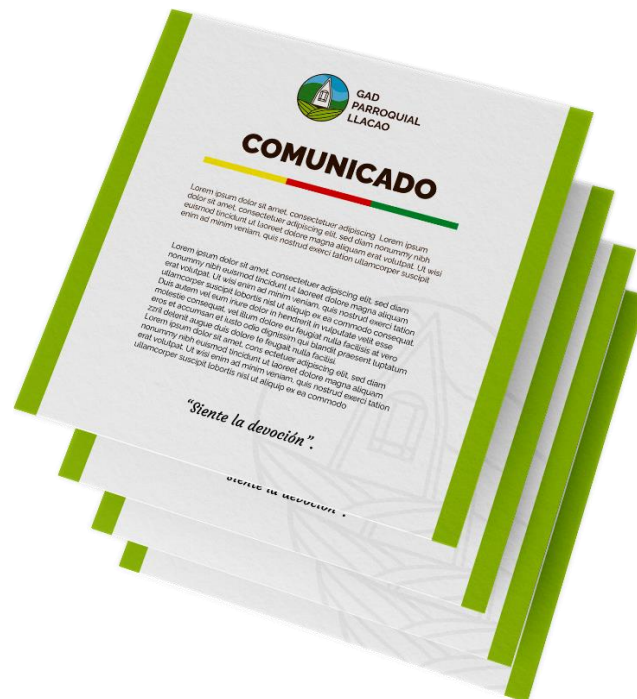 GAD
PARROQUIAL
LLACAO
COMUNICADO
Lorem ipsum dolor sit amet, consectetuer adipiscing Lorem ipsum
dolor sit amet, consectetuer adipiscing elit, sed diam nonummy nibh
euismod tincidunt ut laoreet dolore magna aliquam erat volutpat. Ut wisi
enim ad minim veniam, quis nostrud exerci tation ullamcorper suscipit
Lorem ipsum dolor sit amet, consectetuer adipiscing elit, sed diam
nonummy nibh euismod tincidunt ut laoreet dolore magna aliquam
erat volutpat. Ut wisi enim ad minim veniam, quis nostrud exerci tation
ullamcorper suscipit lobortis nisl ut aliquip ex ea commodo consequat.
Duis autem vel eum iriure dolor in hendrerit in vulputate velit esse
molestie consequat, vel illum dolore eu feugiat nulla facilisis at vero
eros et accumsan et iusto odio dignissim qui blandit praesent luptatum
zzril delenit augue duis dolore te feugait nulla facilisi.
Lorem ipsum dolor sit amet, cons ectetuer adipiscing elit, sed diam
nonummy nibh euismod tincidunt ut laoreet dolore magna aliquam
erat volutpat. Ut wisi enim ad minim veniam, quis nostrud exerci tation
ullamcorper suscipit lobortis nisl ut aliquip ex ea commodo
“Siente la devoción”.
Siente la devoción”.